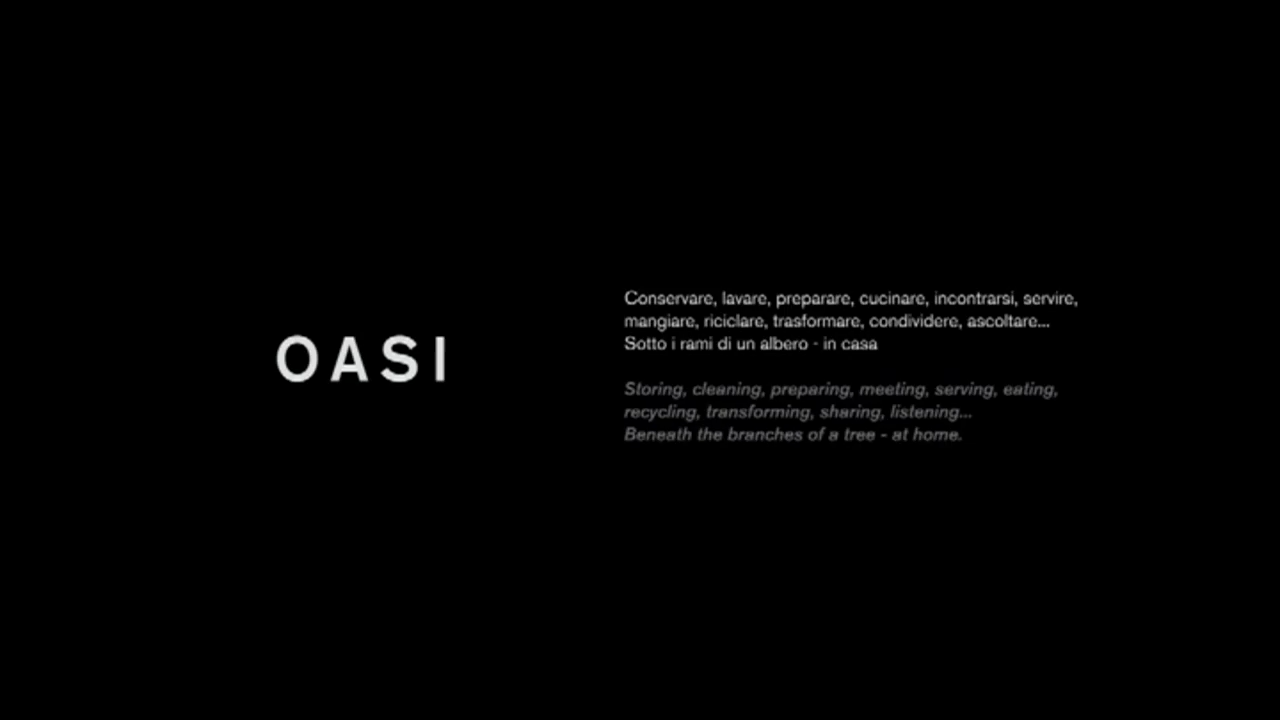 OASI
Conservare, lavare, preparare, cucinare, incontrarsi, servire,
mangiare, riciclare, trasformare, condividere, ascoltare...
Sotto i rami di un albero - in casa
Storing, cleaning, preparing, meeting, serving, eating,
recycling, transforming, sharing, listening...
Beneath the branches of a tree - at home.